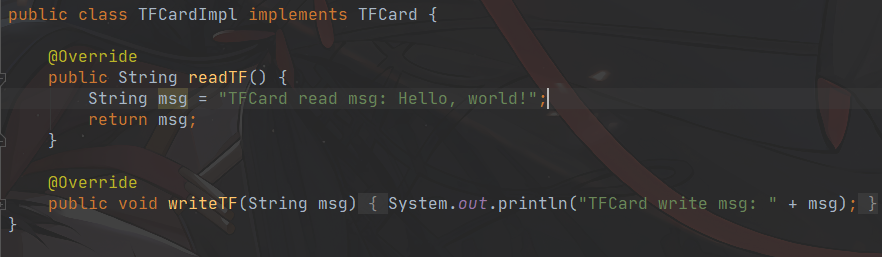 public class TFCardImpl implements TFCard {
@Override
public String readTF() {
String msg = "TFCard read msg: Hello, world!";
return msg;
}
@Override
public void writeTF(String msg) { System.out.println("TFCard write msg: " + msg); }
}